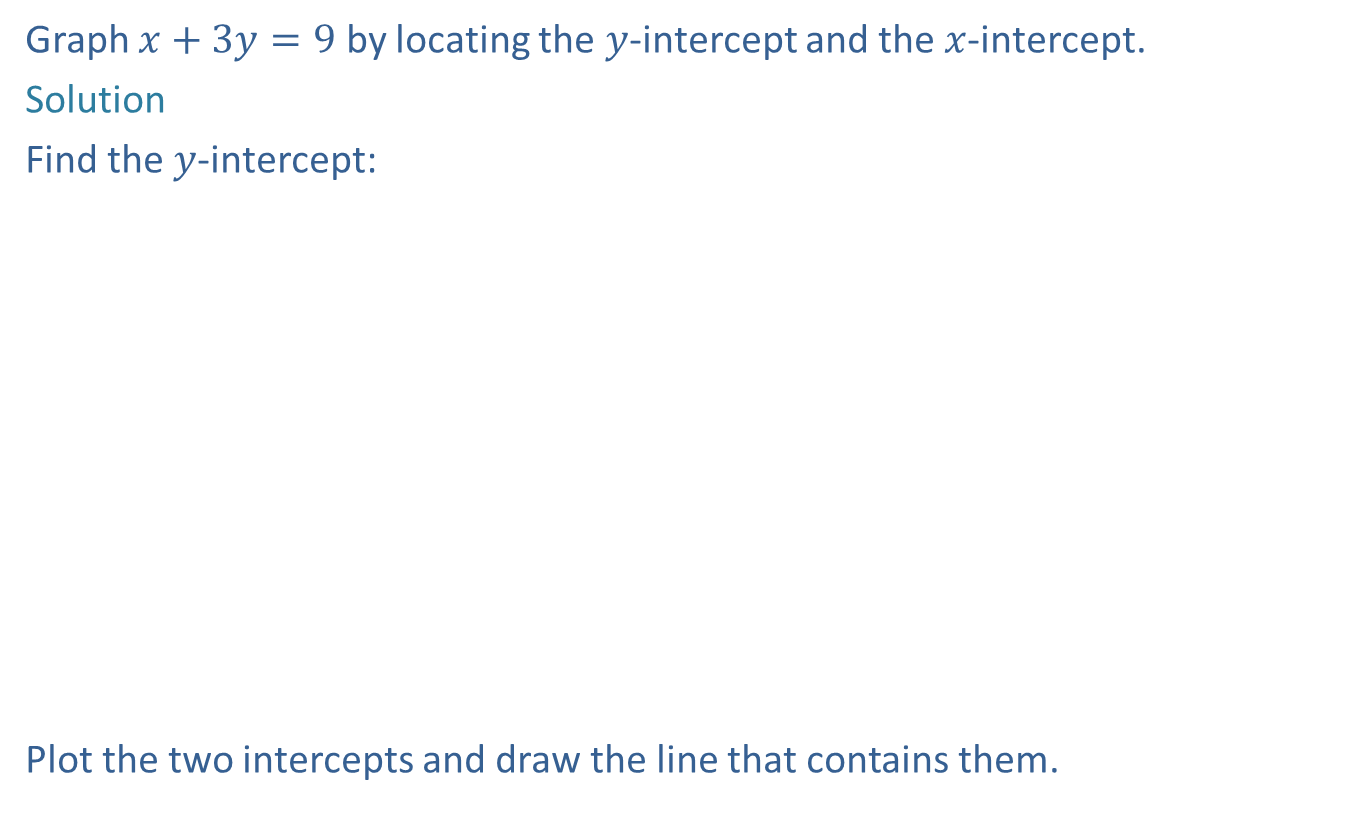 Graph 𝑥 + 3𝑦 = 9 by locating the 𝑦-intercept and the 𝑥-intercept.
Solution
Find the 𝑦-intercept:
Plot the two intercepts and draw the line that contains them.